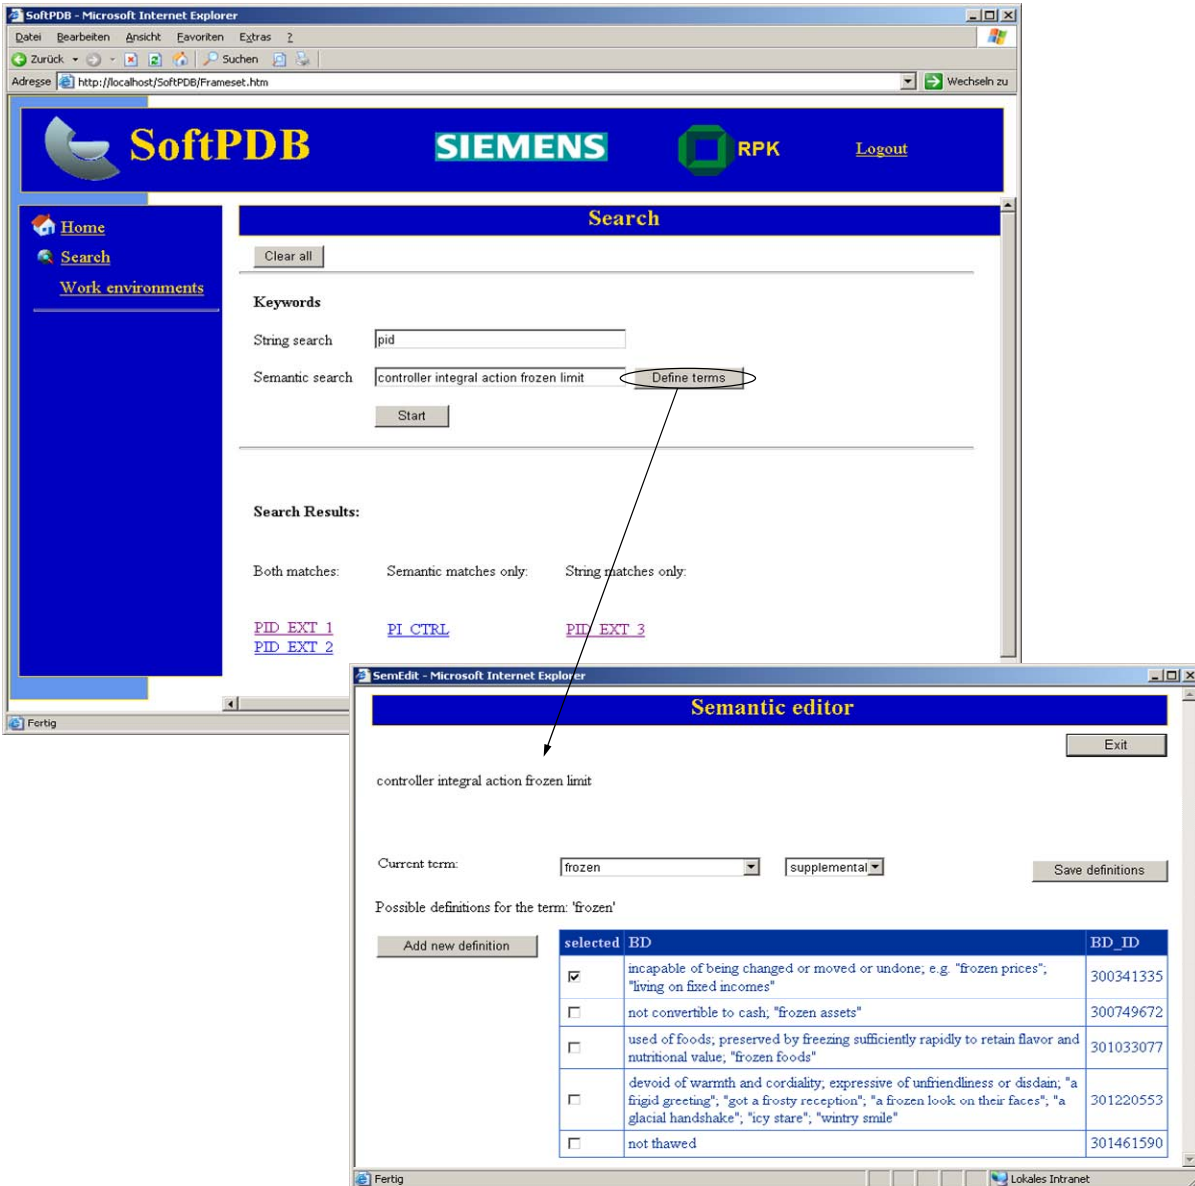 SoftPDB - Microsoft Internet Explorer
Datei Bearbeiten Ansicht Favoriten Extras ?
Zurück Suchen
Adresse http://localhost/SoftPDB/Frameset.htm Wechseln zu
SoftPDB SIEMENS RPK Logout
Home
Search
Work environments
Search
Clear all
Keywords
String search pid
Semantic search controller integral action frozen limit Define terms
Start
Search Results:
Both matches: Semantic matches only: String matches only:
PID_EXT_1 PI_CTRL PID_EXT_3
PID_EXT_2
Fertig
SemEdit - Microsoft Internet Explorer
Semantic editor
Exit
controller integral action frozen limit
Current term: frozen supplemental Save definitions
Possible definitions for the term: 'frozen'
Add new definition
selected BD BD_ID
incapable of being changed or moved or undone; e.g. "frozen prices";
"living on fixed incomes" 300341335
not convertible to cash; "frozen assets" 300749672
used of foods; preserved by freezing sufficiently rapidly to retain flavor and
nutritional value; "frozen foods" 301033077
devoid of warmth and cordiality; expressive of unfriendliness or disdain; "a
frigid greeting"; "got a frosty reception"; "a frozen look on their faces"; "a
glacial handshake"; "icy stare"; "wintry smile" 301220553
not thawed 301461590
Fertig Lokales Intranet